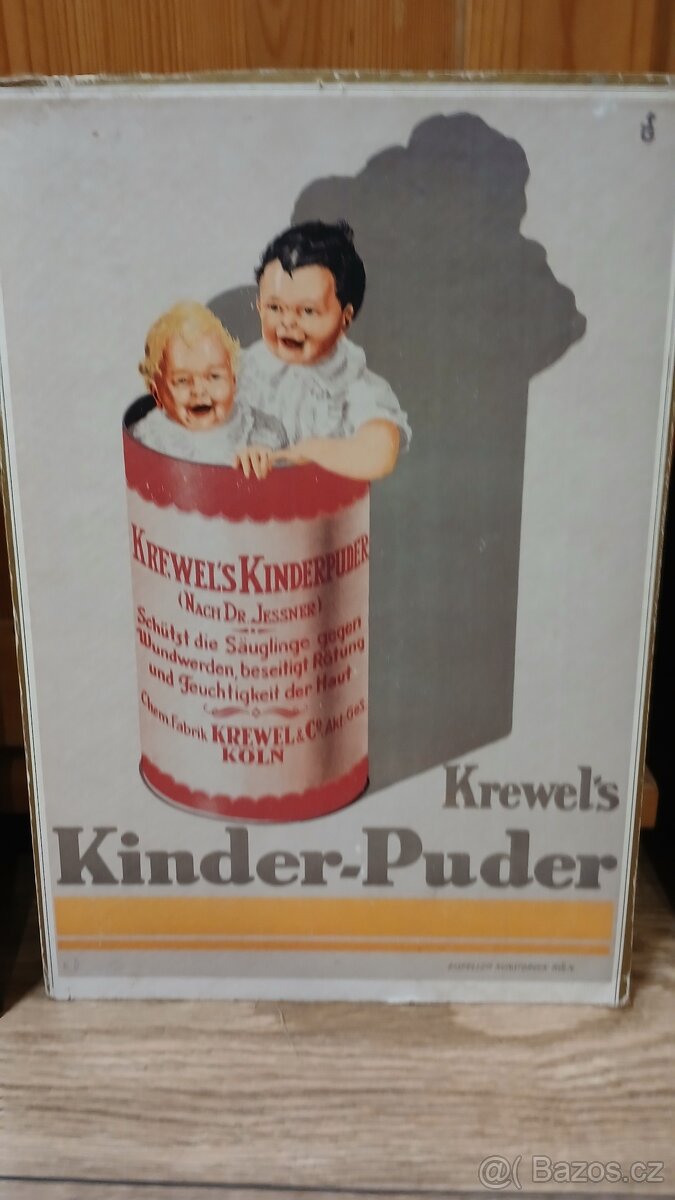 KREWEL'S KINDERPUDER
(NACH DR. JESSNER)
Schützt die Säuglinge gegen
Wundwerden, beseitigt Rötung
und Feuchtigkeit der Haut
Chem. Fabrik KREWEL & Co. Akt.-Ges.
KÖLN
Krewel's
Kinder-Puder
@( Bazos.cz